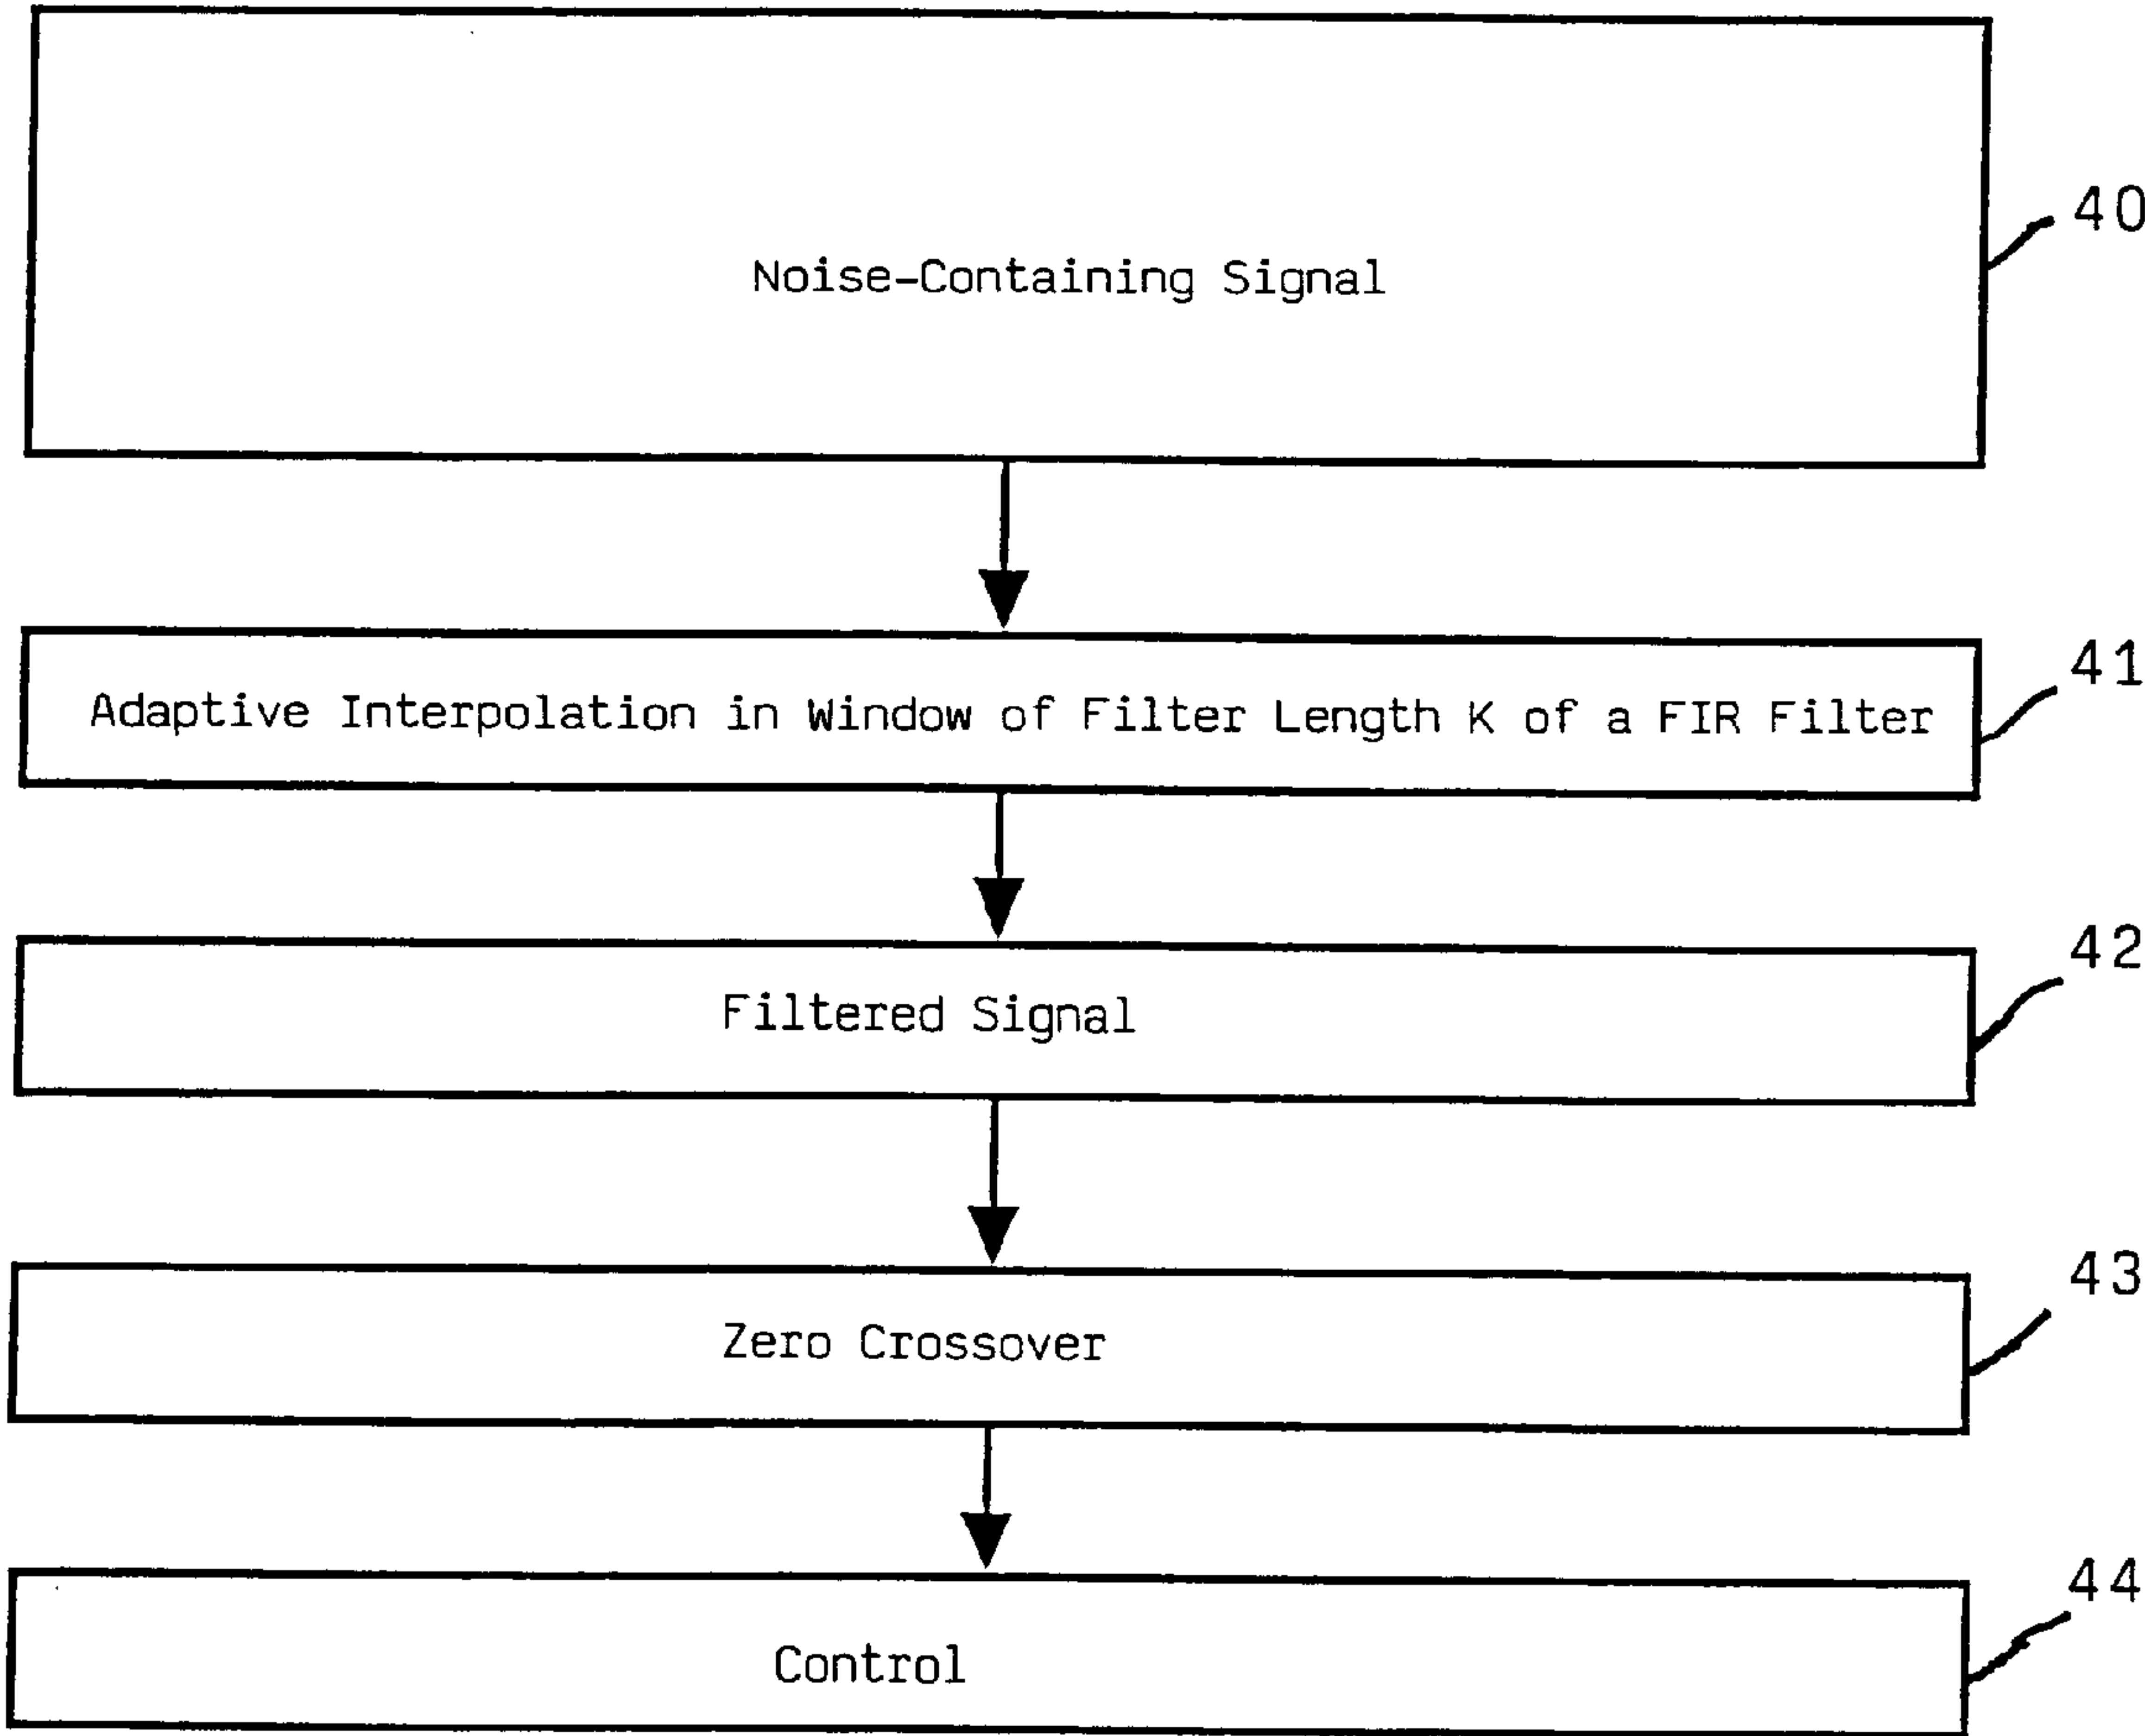 40
Noise-Containing Signal
41
Adaptive Interpolation in Window of Filter Length K of a FIR Filter
42
Filtered Signal
43
Zero Crossover
44
Control